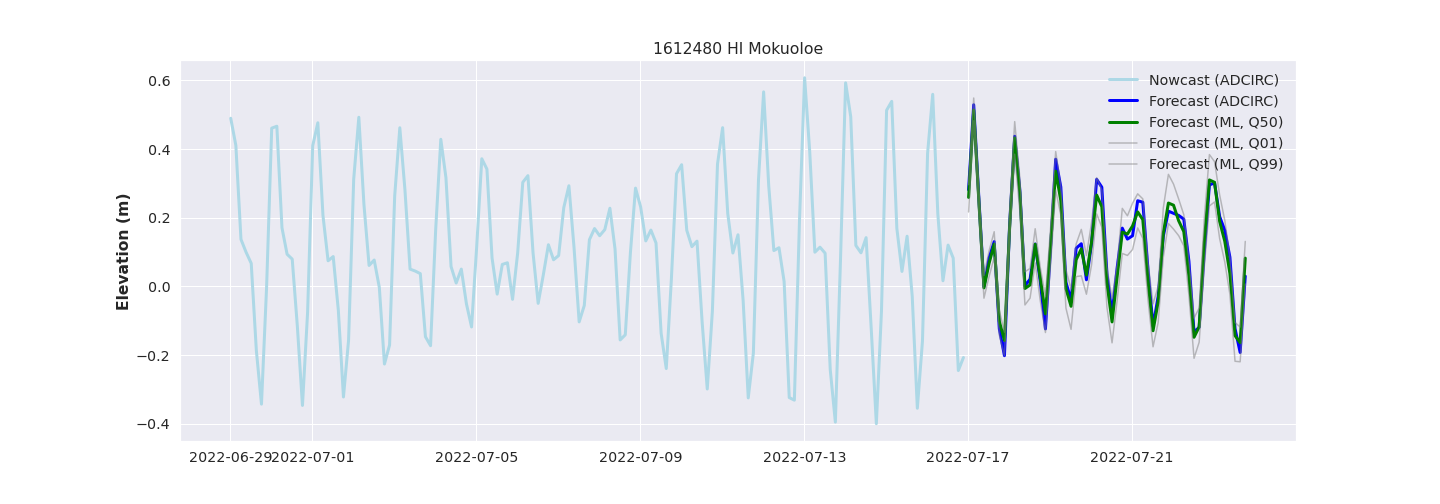 1612480 HI Mokuoloe
Elevation (m)
0.6
0.4
0.2
0.0
−0.2
−0.4
Nowcast (ADCIRC)
Forecast (ADCIRC)
Forecast (ML, Q50)
Forecast (ML, Q01)
Forecast (ML, Q99)
2022-06-29 2022-07-01 2022-07-05 2022-07-09 2022-07-13 2022-07-17 2022-07-21